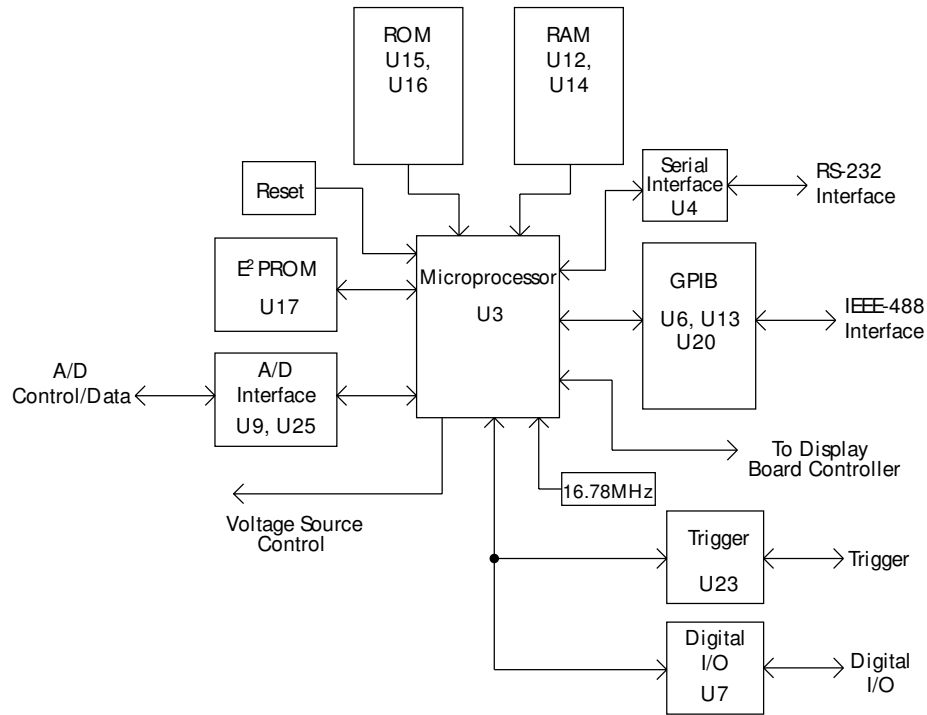 ROM
U15,
U16
RAM
U12,
U14
Reset
Serial
Interface
U4
RS-232
Interface
E²PROM
U17
Microprocessor
U3
GPIB
U6, U13
U20
IEEE-488
Interface
A/D
Control/Data
A/D
Interface
U9, U25
To Display
Board Controller
16.78MHz
Voltage Source
Control
Trigger
U23
Trigger
Digital
I/O
U7
Digital
I/O